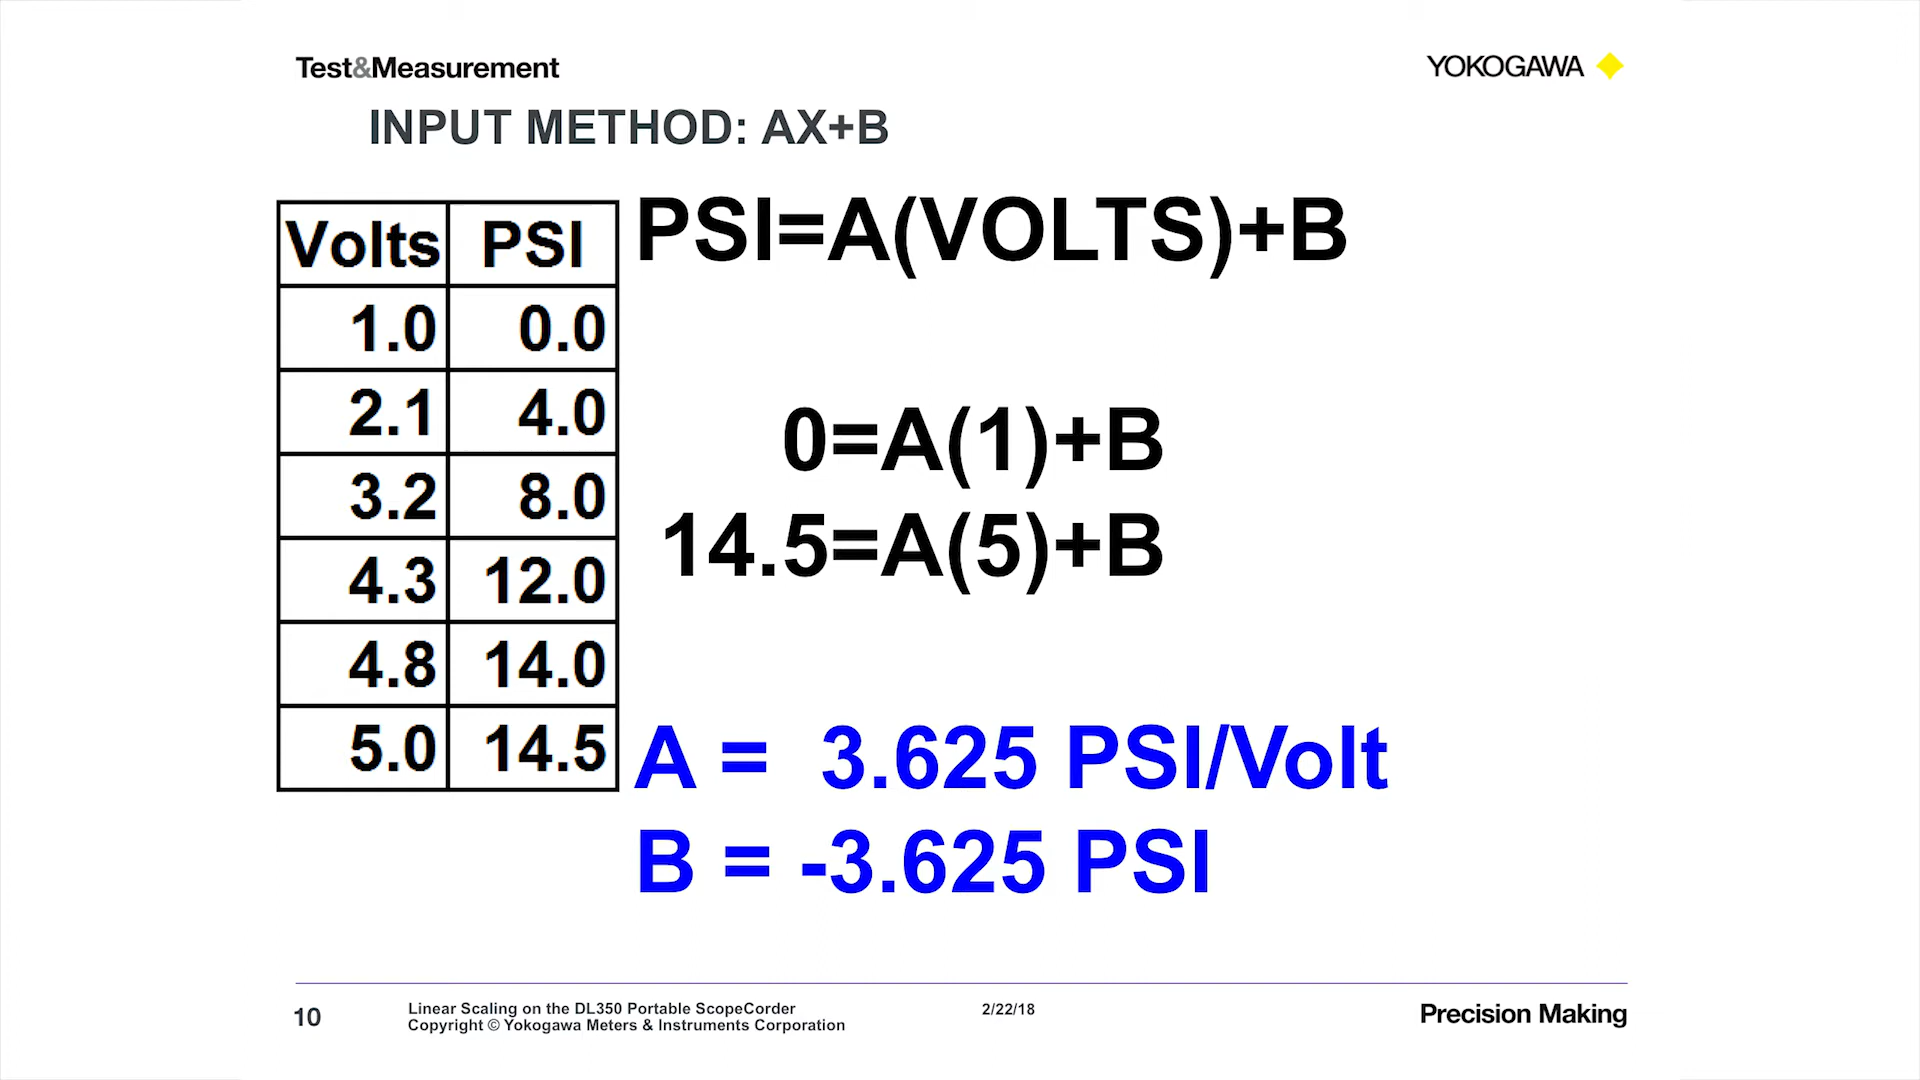 Test&Measurement
YOKOGAWA
INPUT METHOD: AX+B
Volts PSI
1.0 0.0
2.1 4.0
3.2 8.0
4.3 12.0
4.8 14.0
5.0 14.5
PSI=A(VOLTS)+B
0=A(1)+B
14.5=A(5)+B
A = 3.625 PSI/Volt
B = -3.625 PSI
10
Linear Scaling on the DL350 Portable ScopeCorder
Copyright © Yokogawa Meters & Instruments Corporation
2/22/18
Precision Making